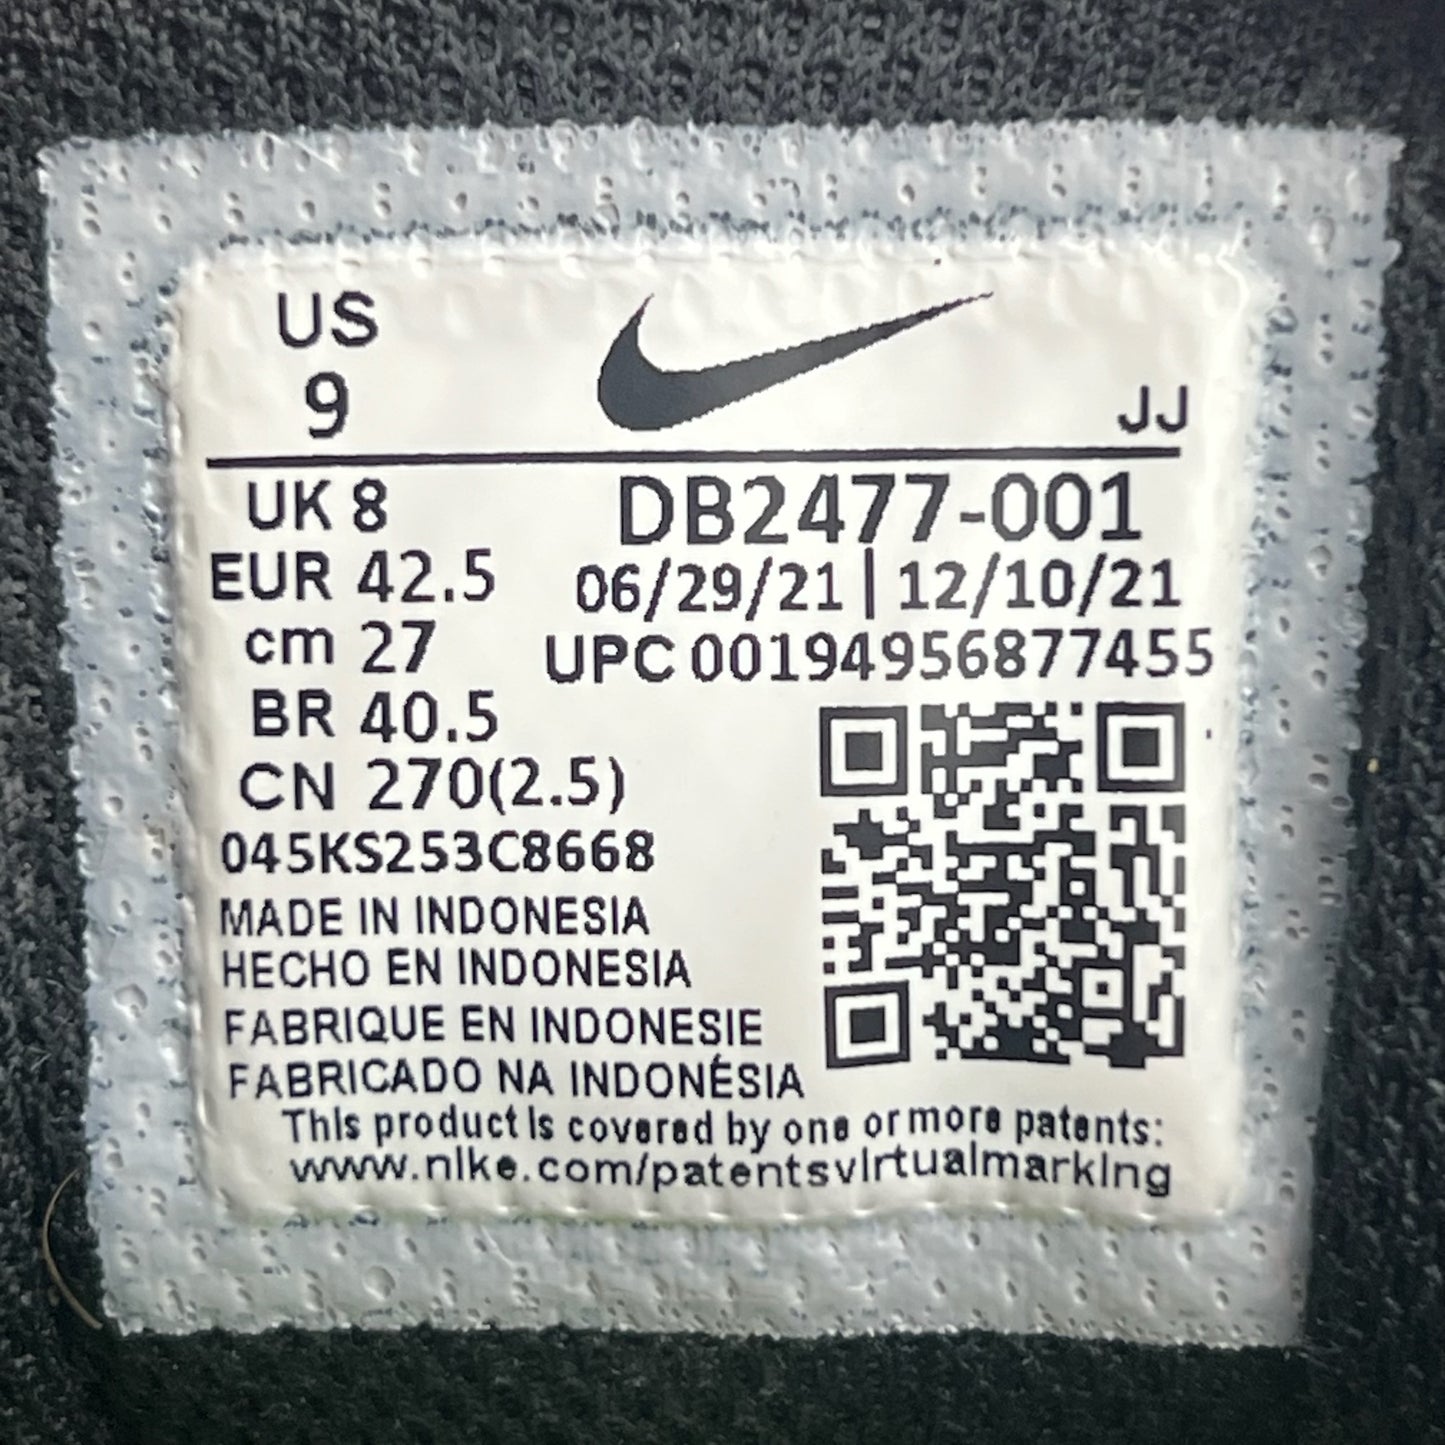 US
9
JJ
UK 8
DB2477-001
EUR 42.5
06/29/21 | 12/10/21
cm 27
UPC 00194956877455
BR 40.5
CN 270(2.5)
045KS253C8668
MADE IN INDONESIA
HECHO EN INDONESIA
FABRIQUE EN INDONESIE
FABRICADO NA INDONÉSIA
This product is covered by one or more patents:
www.nike.com/patentsvirtualmarking